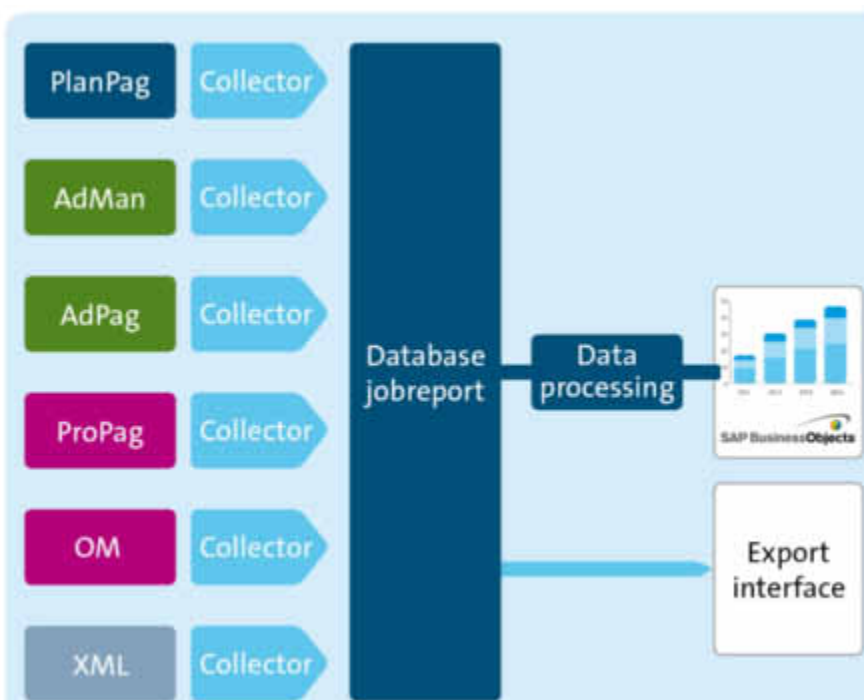 PlanPag
Collector
AdMan
Collector
AdPag
Collector
Database
jobreport
Data
processing
SAP BusinessObjects
ProPag
Collector
OM
Collector
Export
interface
XML
Collector